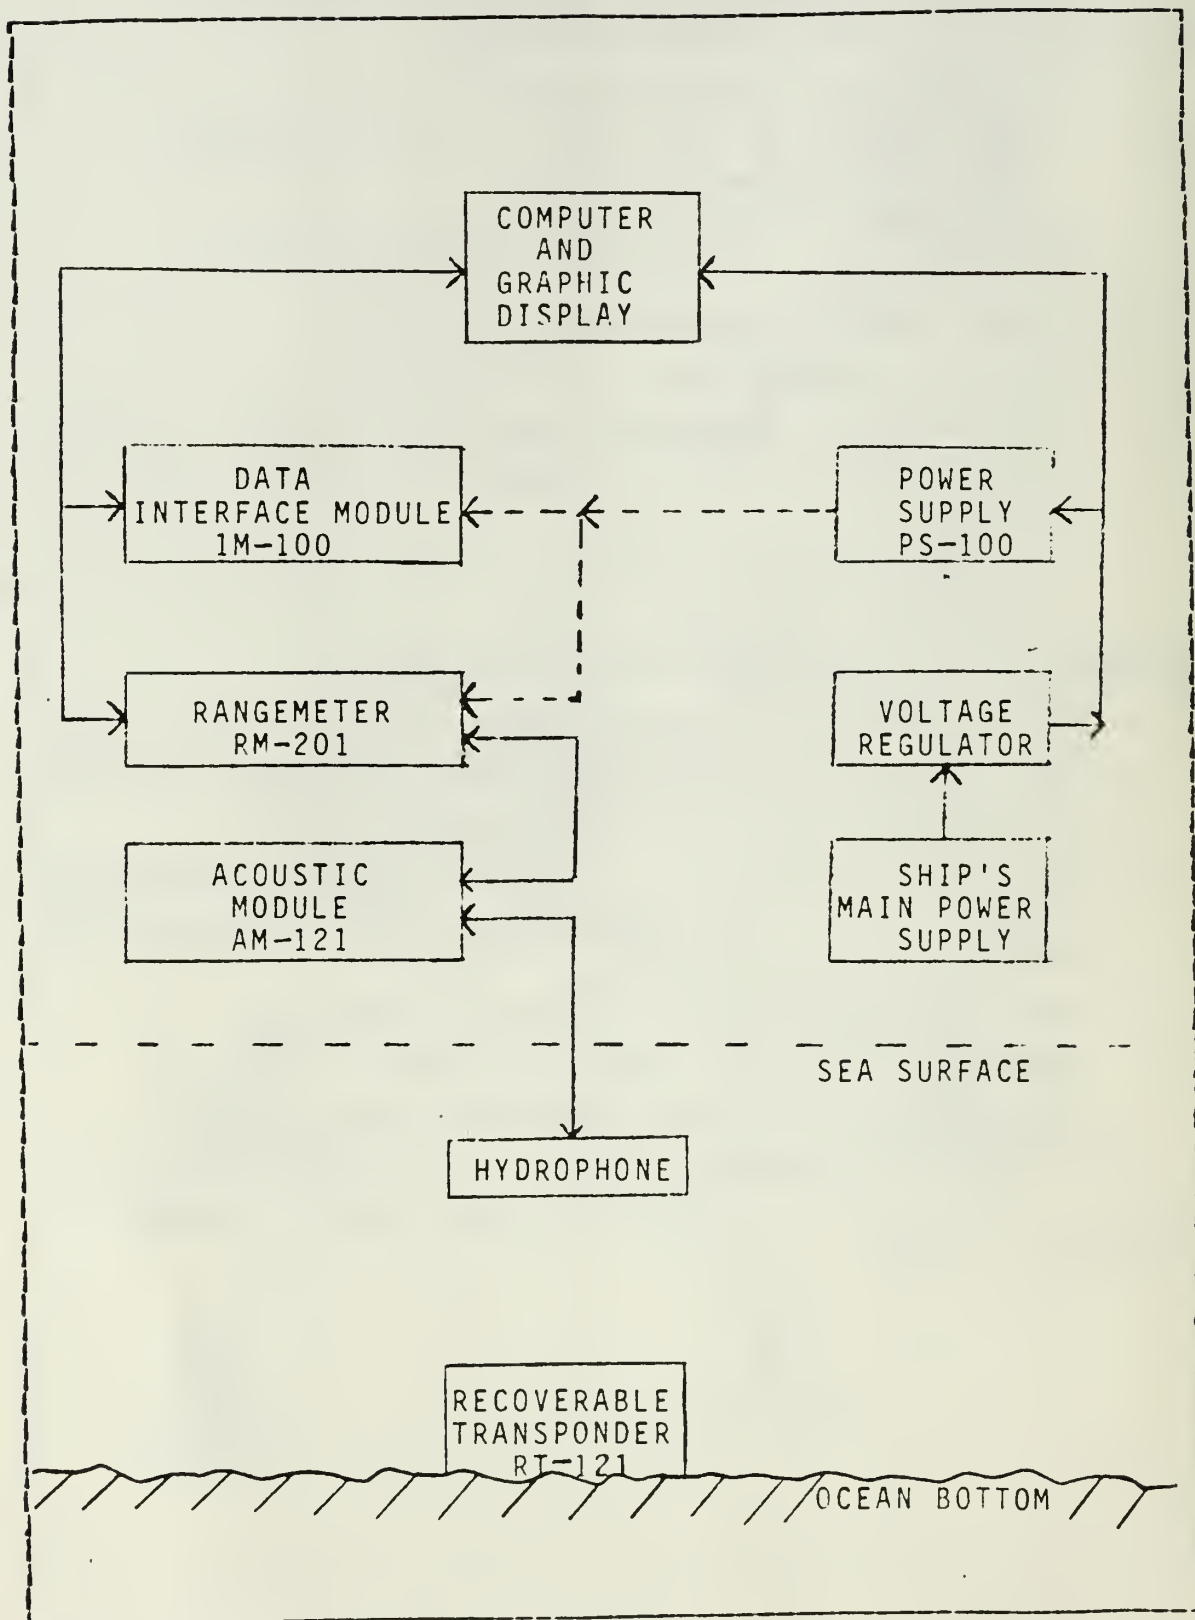 COMPUTER
AND
GRAPHIC
DISPLAY
DATA
INTERFACE MODULE
1M-100
POWER
SUPPLY
PS-100
RANGEMETER
RM-201
VOLTAGE
REGULATOR
ACOUSTIC
MODULE
AM-121
SHIP'S
MAIN POWER
SUPPLY
SEA SURFACE
HYDROPHONE
RECOVERABLE
TRANSPONDER
RT-121
OCEAN BOTTOM